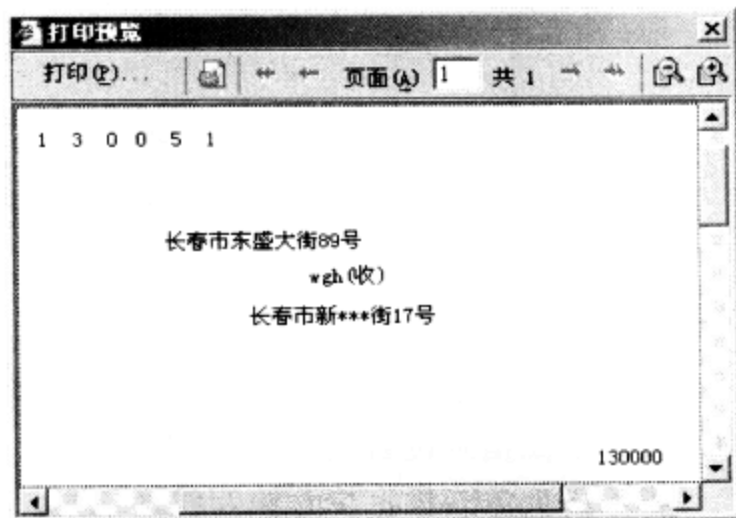 打印预览
打印(P)... 页面(A) 1 共 1
1 3 0 0 5 1
长春市东盛大街89号
wgh(收)
长春市新***街17号
130000